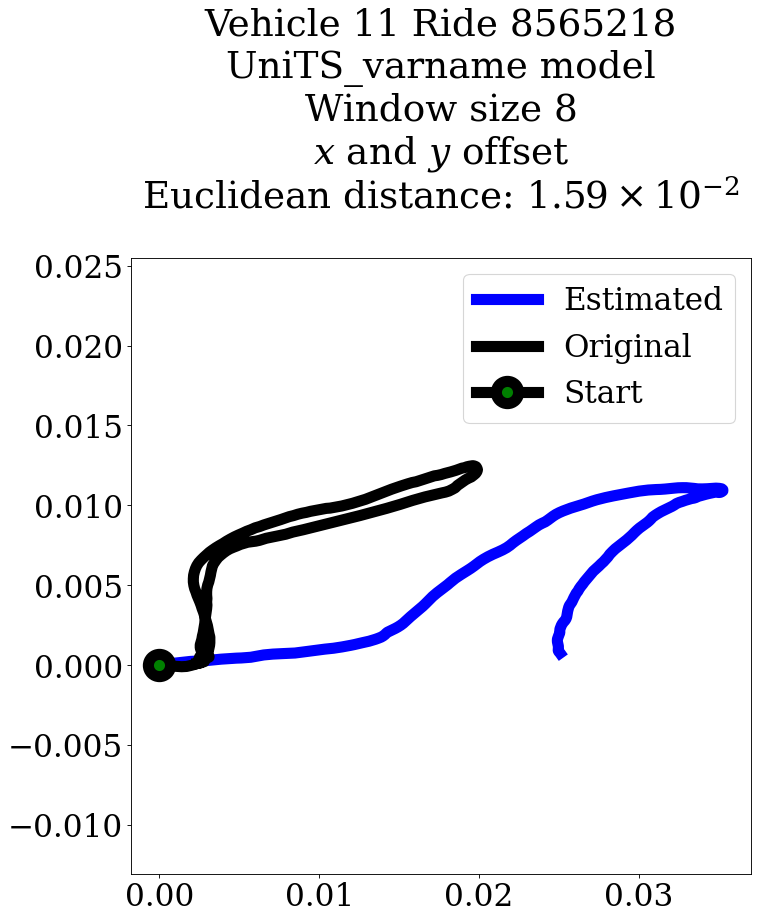 Vehicle 11 Ride 8565218
UniTS_varname model
Window size 8
x and y offset
Euclidean distance: 1.59 × 10⁻²
Estimated
Original
Start
0.025
0.020
0.015
0.010
0.005
0.000
−0.005
−0.010
0.00 0.01 0.02 0.03